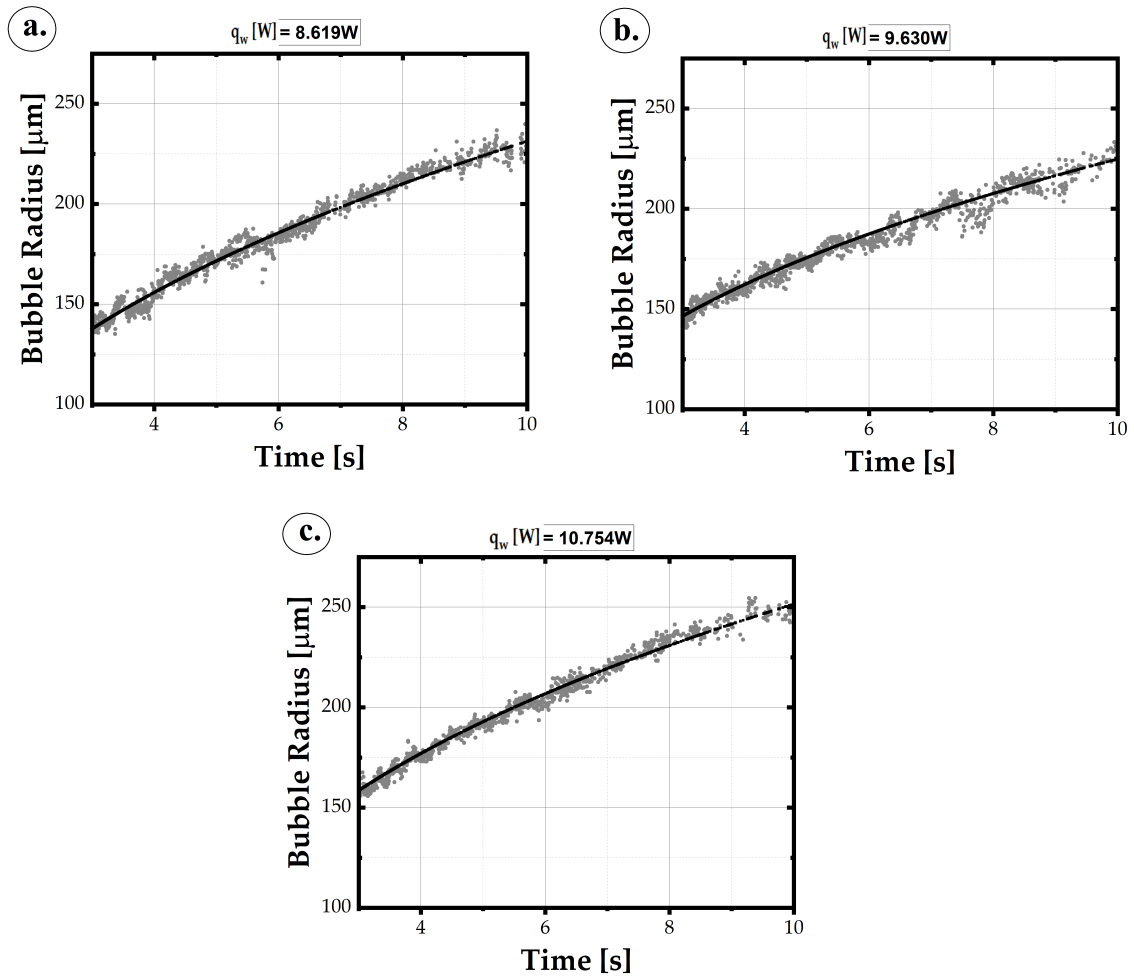 a.
q_w [W] = 8.619W
Bubble Radius [μm]
250
200
150
100
4 6 8 10
Time [s]
b.
q_w [W] = 9.630W
Bubble Radius [μm]
250
200
150
100
4 6 8 10
Time [s]
c.
q_w [W] = 10.754W
Bubble Radius [μm]
250
200
150
100
4 6 8 10
Time [s]